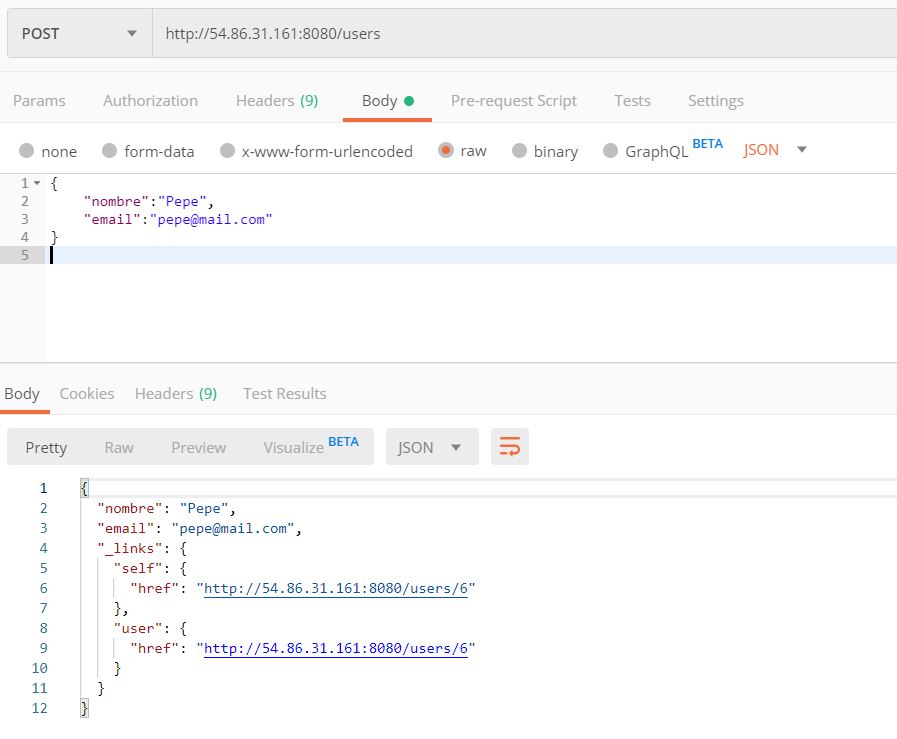 POST http://54.86.31.161:8080/users
Params Authorization Headers (9) Body Pre-request Script Tests Settings
none form-data x-www-form-urlencoded raw binary GraphQL BETA JSON
1 {
2 "nombre":"Pepe",
3 "email":"pepe@mail.com"
4 }
5
Body Cookies Headers (9) Test Results
Pretty Raw Preview Visualize BETA JSON
1 {
2 "nombre": "Pepe",
3 "email": "pepe@mail.com",
4 "_links": {
5 "self": {
6 "href": "http://54.86.31.161:8080/users/6"
7 },
8 "user": {
9 "href": "http://54.86.31.161:8080/users/6"
10 }
11 }
12 }